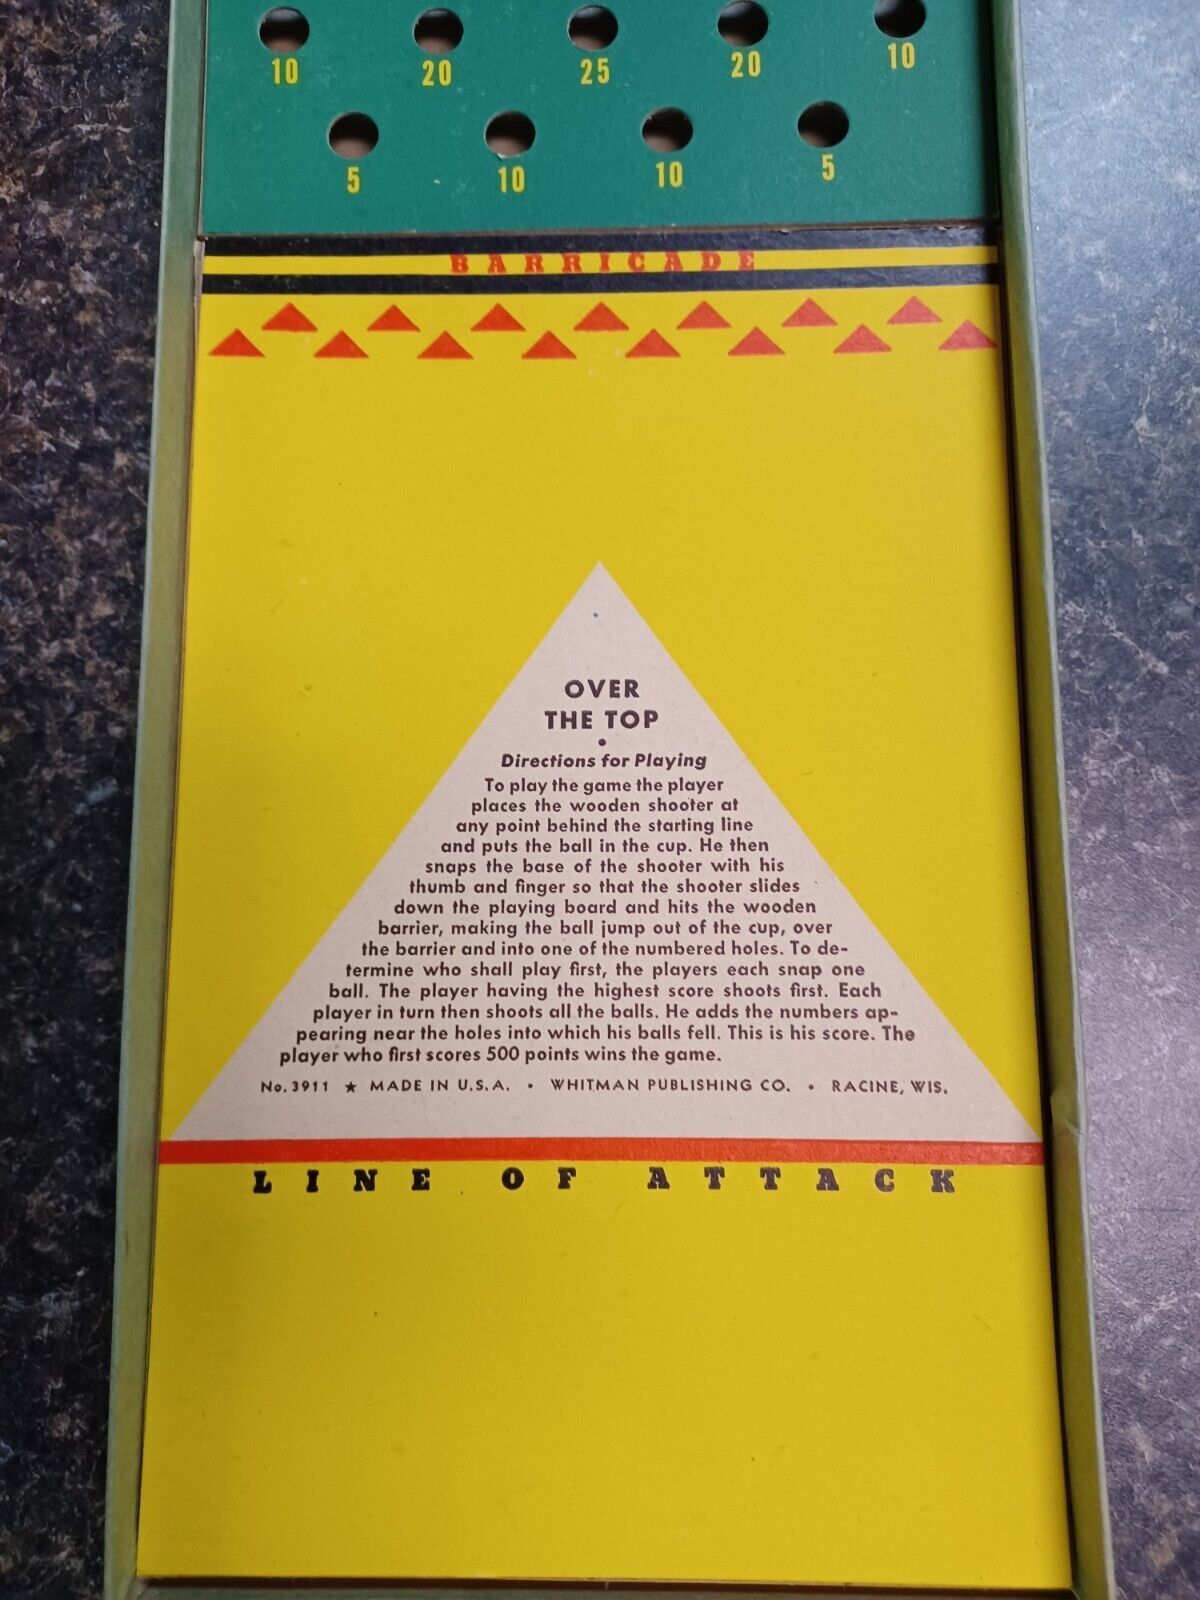 10 20 25 20 10
5 10 10 5
BARRICADE
OVER
THE TOP
•
Directions for Playing
To play the game the player
places the wooden shooter at
any point behind the starting line
and puts the ball in the cup. He then
snaps the base of the shooter with his
thumb and finger so that the shooter slides
down the playing board and hits the wooden
barrier, making the ball jump out of the cup, over
the barrier and into one of the numbered holes. To de-
termine who shall play first, the players each snap one
ball. The player having the highest score shoots first. Each
player in turn then shoots all the balls. He adds the numbers ap-
pearing near the holes into which his balls fell. This is his score. The
player who first scores 500 points wins the game.
No. 3911 ★ MADE IN U.S.A. • WHITMAN PUBLISHING CO. • RACINE, WIS.
LINE OF ATTACK